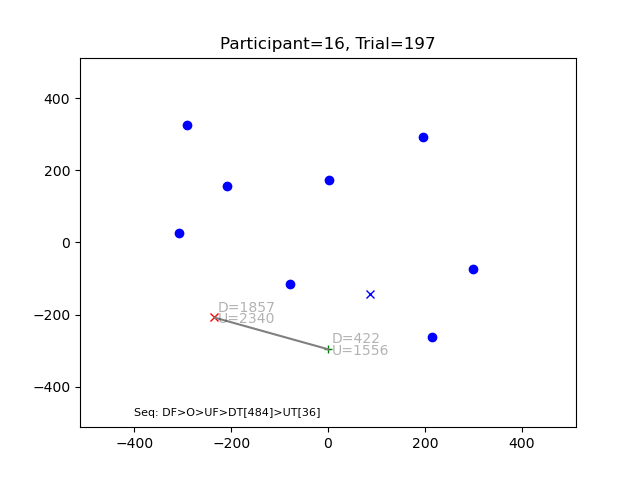 Participant=16, Trial=197
400
200
0
−200
−400
D=1857
U=2340
D=422
U=1556
Seq: DF>O>UF>DT[484]>UT[36]
−400
−200
0
200
400